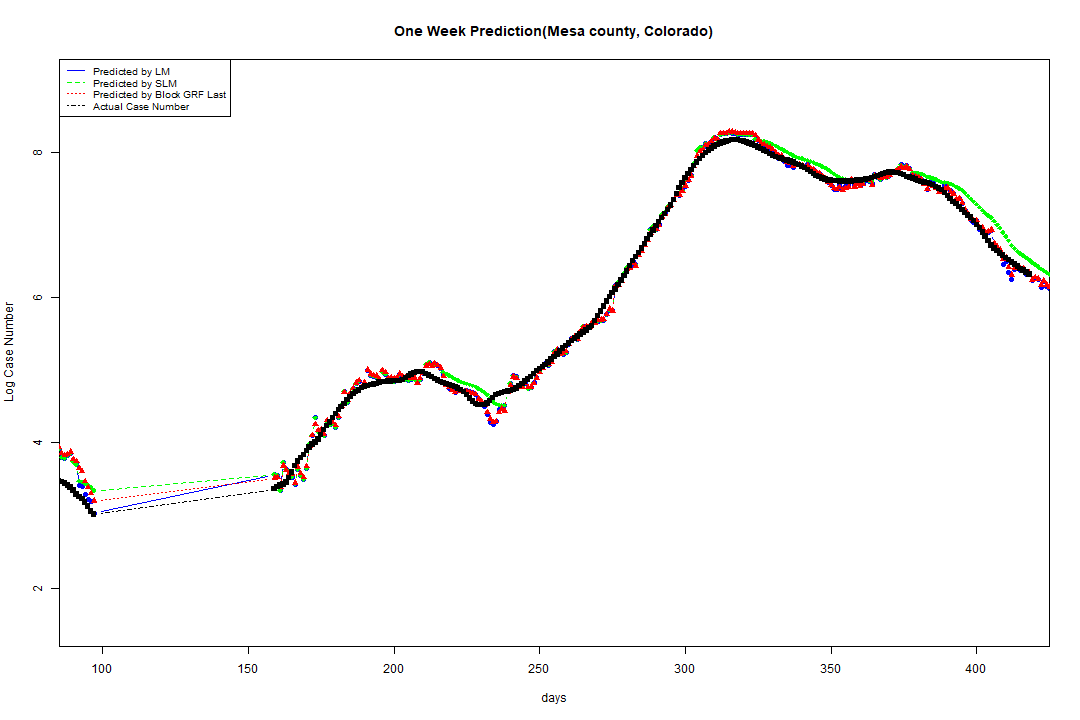 One Week Prediction(Mesa county, Colorado)
Predicted by LM
Predicted by SLM
Predicted by Block GRF Last
Actual Case Number
8
6
4
2
Log Case Number
100 150 200 250 300 350 400
days